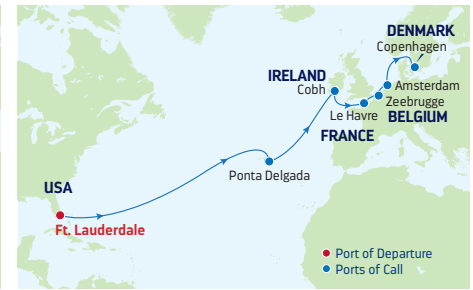 DENMARK
Copenhagen
IRELAND
Cobh
Amsterdam
Zeebrugge
Le Havre
BELGIUM
FRANCE
Ponta Delgada
USA
Ft. Lauderdale
Port of Departure
Ports of Call